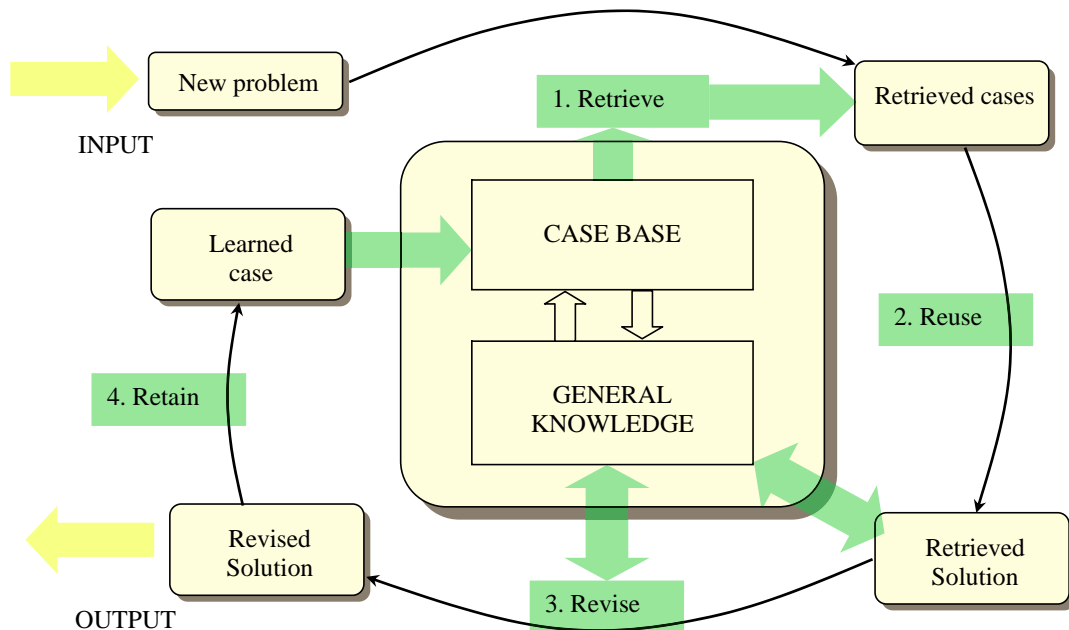 New problem
INPUT
1. Retrieve
Retrieved cases
CASE BASE
Learned
case
2. Reuse
GENERAL
KNOWLEDGE
4. Retain
Revised
Solution
Retrieved
Solution
3. Revise
OUTPUT